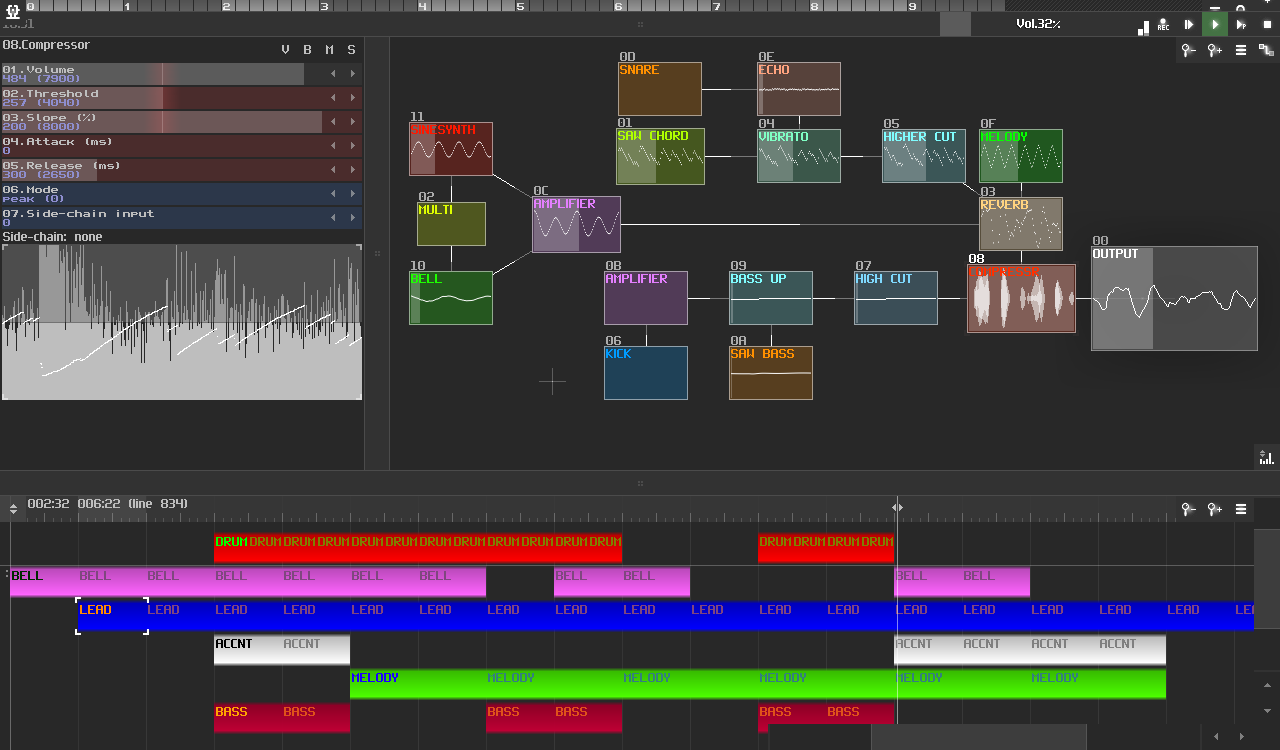 0 1 2 3 4 5 6 7 8 9
Vol.32%
REC
08.Compressor
V B M S
01.Volume
484 (7900)
02.Threshold
257 (4040)
03.Slope (%)
200 (8000)
04.Attack (ms)
0
05.Release (ms)
300 (2650)
06.Mode
peak (0)
07.Side-chain input
0
Side-chain: none
0D
SNARE
0E
ECHO
11
01
SAW CHORD
04
VIBRATO
05
HIGHER CUT
0F
MELODY
02
MULTI
0C
AMPLIFIER
03
REVERB
10
BELL
0B
AMPLIFIER
09
BASS UP
07
HIGH CUT
08
00
OUTPUT
06
KICK
0A
SAW BASS
002:32 006:22 (line 834)
DRUM DRUM DRUM DRUM DRUM DRUM DRUM DRUM DRUM DRUM DRUM DRUM DRUM DRUM DRUM DRUM
BELL BELL BELL BELL BELL BELL BELL BELL BELL BELL BELL
LEAD LEAD LEAD LEAD LEAD LEAD LEAD LEAD LEAD LEAD LEAD LEAD LEAD LEAD LEAD LEAD LEAD LE
ACCNT ACCNT ACCNT ACCNT ACCNT ACCNT
MELODY MELODY MELODY MELODY MELODY MELODY
BASS BASS BASS BASS BASS BASS